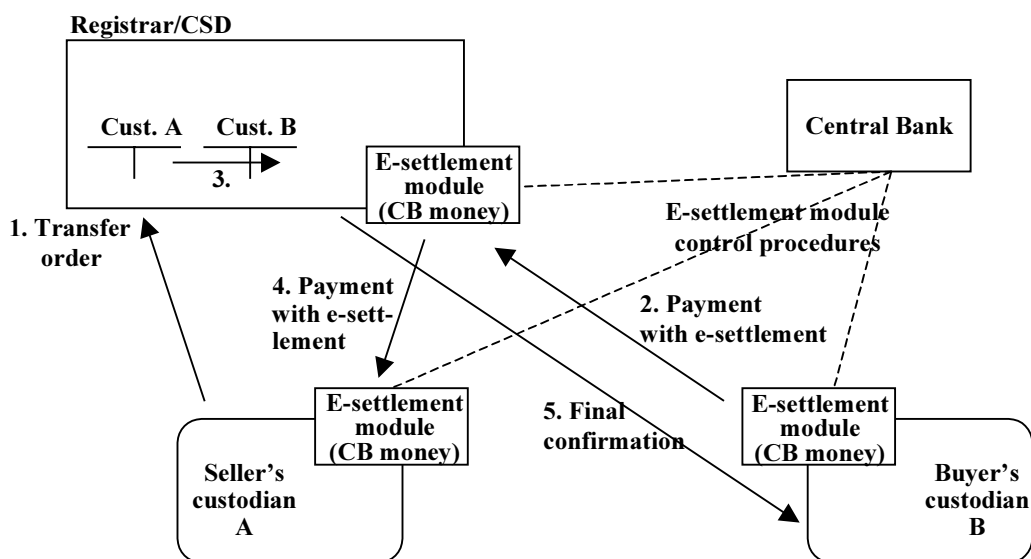 Registrar/CSD
Cust. A
Cust. B
3.
E-settlement
module
(CB money)
Central Bank
E-settlement module
control procedures
1. Transfer
order
4. Payment
with e-sett-
lement
2. Payment
with e-settlement
5. Final
confirmation
E-settlement
module
(CB money)
Seller's
custodian
A
E-settlement
module
(CB money)
Buyer's
custodian
B